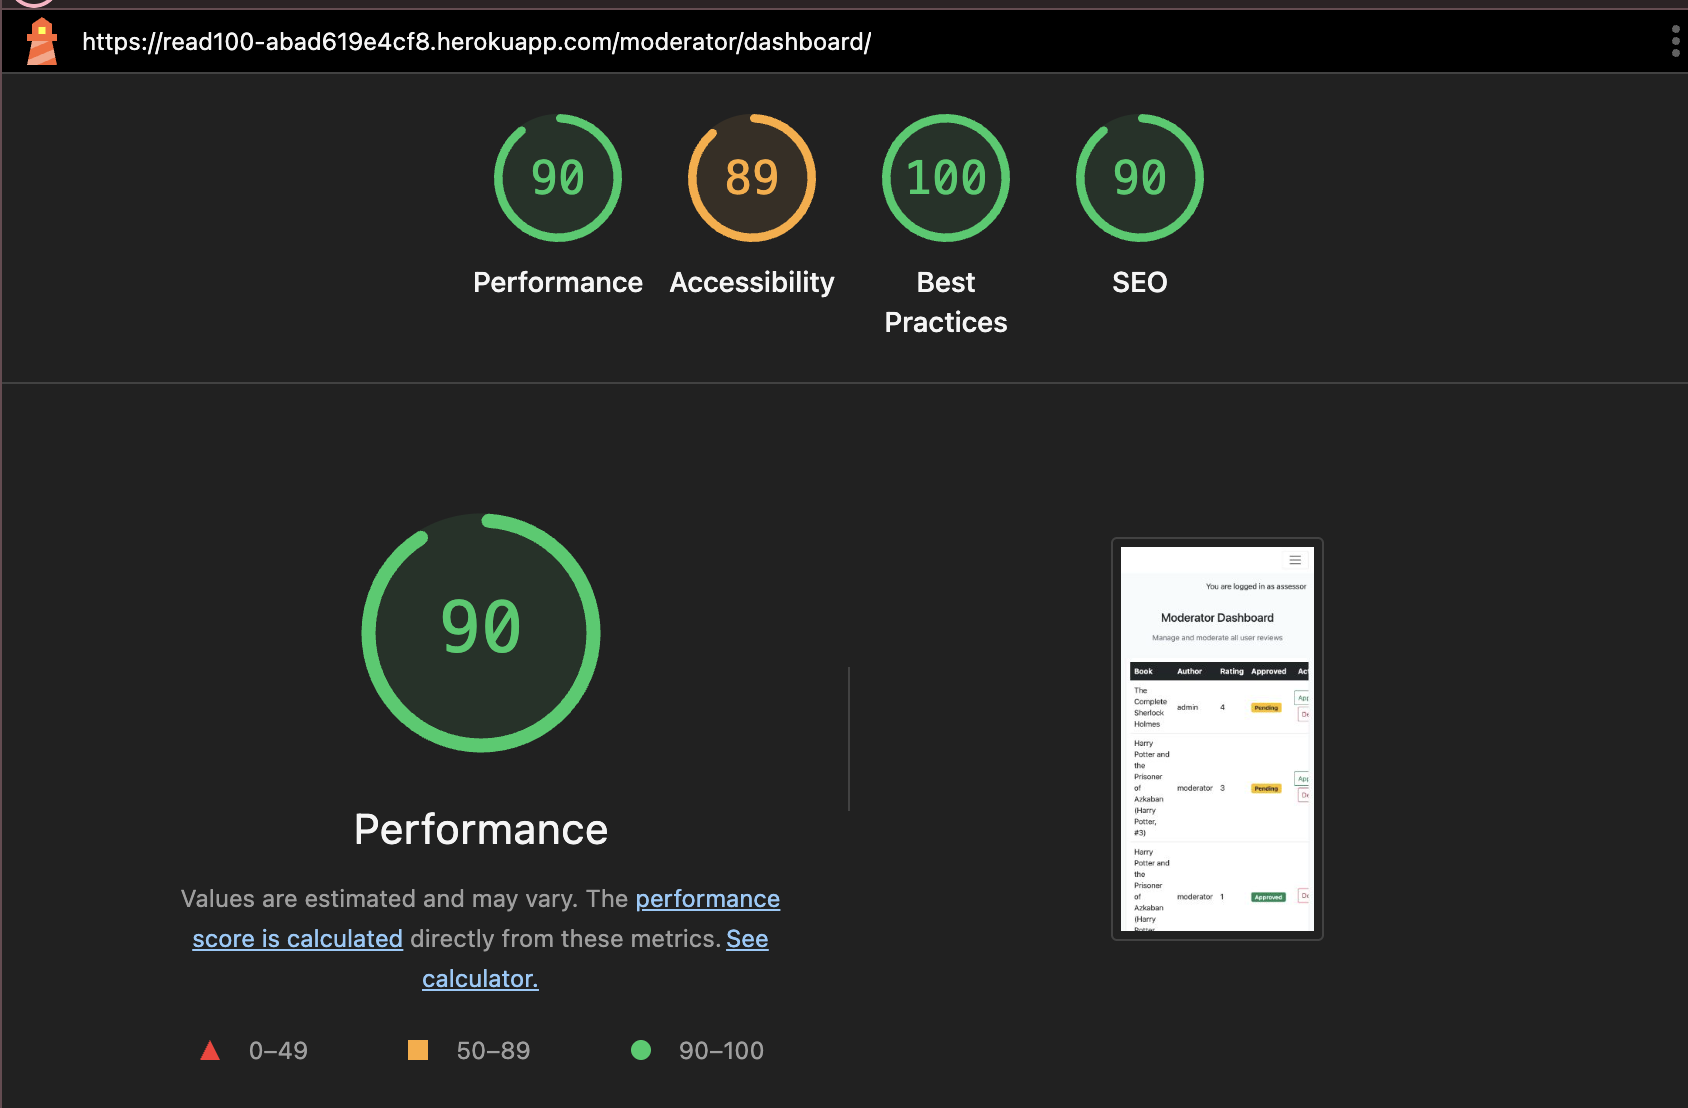 https://read100-abad619e4cf8.herokuapp.com/moderator/dashboard/
90
89
100
90
Performance
Accessibility
Best
Practices
SEO
90
Performance
Values are estimated and may vary. The performance
score is calculated directly from these metrics. See
calculator.
0–49
50–89
90–100
You are logged in as assessor
Moderator Dashboard
Manage and moderate all user reviews
Book Author Rating Approved Act
The
Complete
Sherlock
Holmes
admin 4 Pending
App
De
Harry
Potter and
the
Prisoner
of
Azkaban
(Harry
Potter,
#3)
moderator 3 Pending
App
De
Harry
Potter and
the
Prisoner
of
Azkaban
(Harry
Potter,
moderator 1 Approved
De